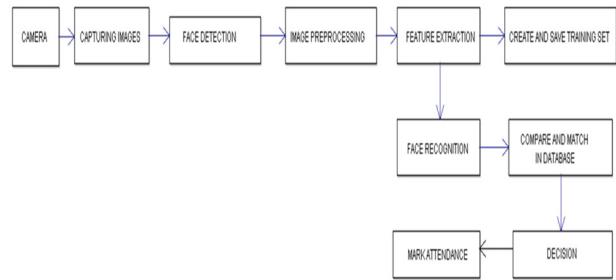 CAMERA
CAPTURING IMAGES
FACE DETECTION
IMAGE PREPROCESSING
FEATURE EXTRACTION
CREATE AND SAVE TRAINING SET
FACE RECOGNITION
COMPARE AND MATCH
IN DATABASE
MARK ATTENDANCE
DECISION